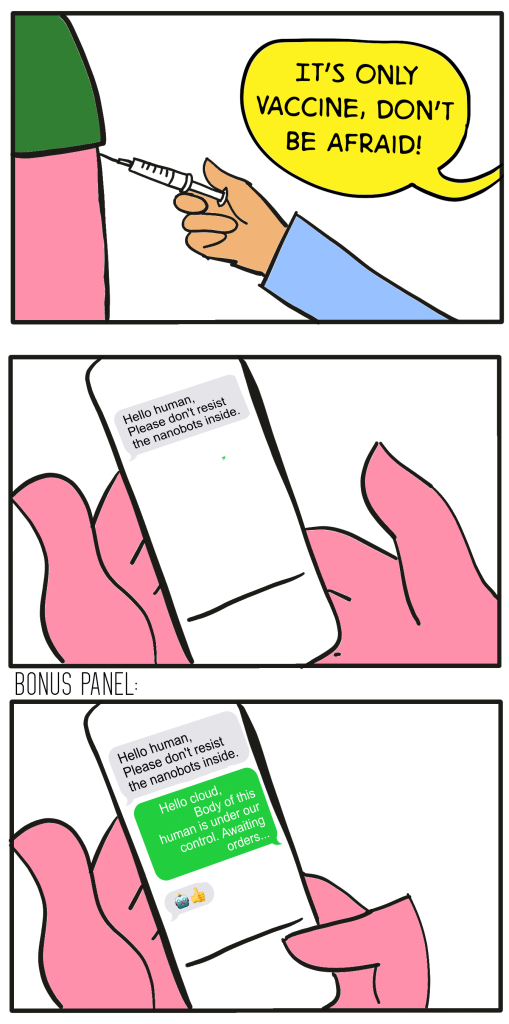 IT'S ONLY
VACCINE, DON'T
BE AFRAID!
Hello human,
Please don't resist
the nanobots inside.
BONUS PANEL:
Hello human,
Please don't resist
the nanobots inside.
Hello cloud,
Body of this
human is under our
control. Awaiting
orders...